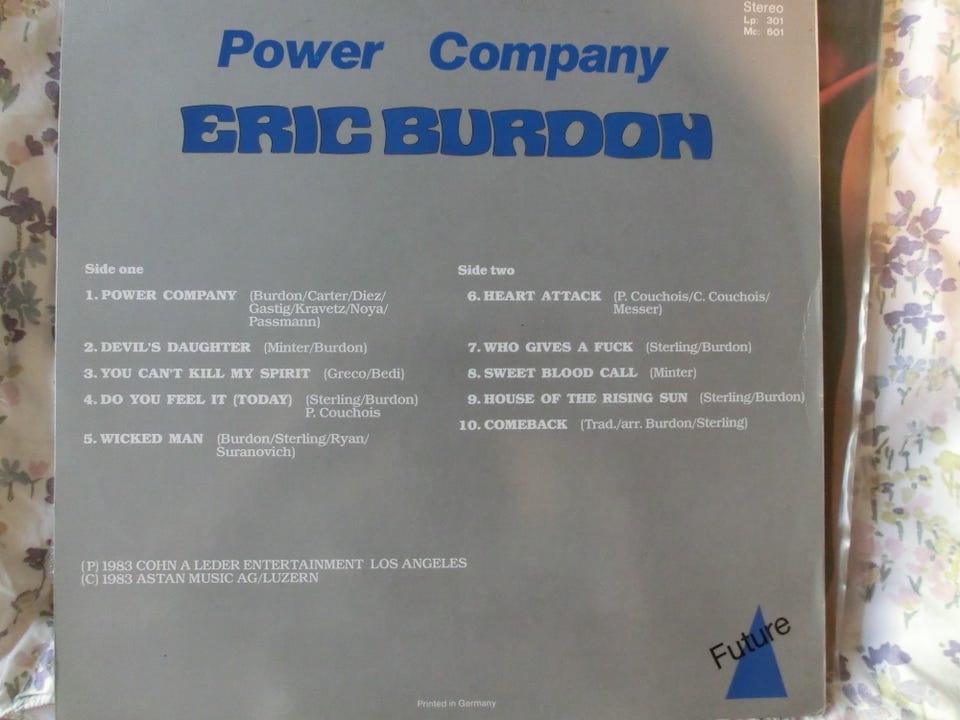 Stereo
Lp: 301
Mc: 601
Power Company
ERIC BURDON
Side one
1. POWER COMPANY (Burdon/Carter/Diez/
Gastig/Kravetz/Noya/
Passmann)
2. DEVIL'S DAUGHTER (Minter/Burdon)
3. YOU CAN'T KILL MY SPIRIT (Greco/Bedi)
4. DO YOU FEEL IT (TODAY) (Sterling/Burdon)
P. Couchois
5. WICKED MAN (Burdon/Sterling/Ryan/
Suranovich)
Side two
6. HEART ATTACK (P. Couchois/C. Couchois/
Messer)
7. WHO GIVES A FUCK (Sterling/Burdon)
8. SWEET BLOOD CALL (Minter)
9. HOUSE OF THE RISING SUN (Sterling/Burdon)
10. COMEBACK (Trad./arr. Burdon/Sterling)
(P) 1983 COHN A LEDER ENTERTAINMENT LOS ANGELES
(C) 1983 ASTAN MUSIC AG/LUZERN
Future
Printed in Germany